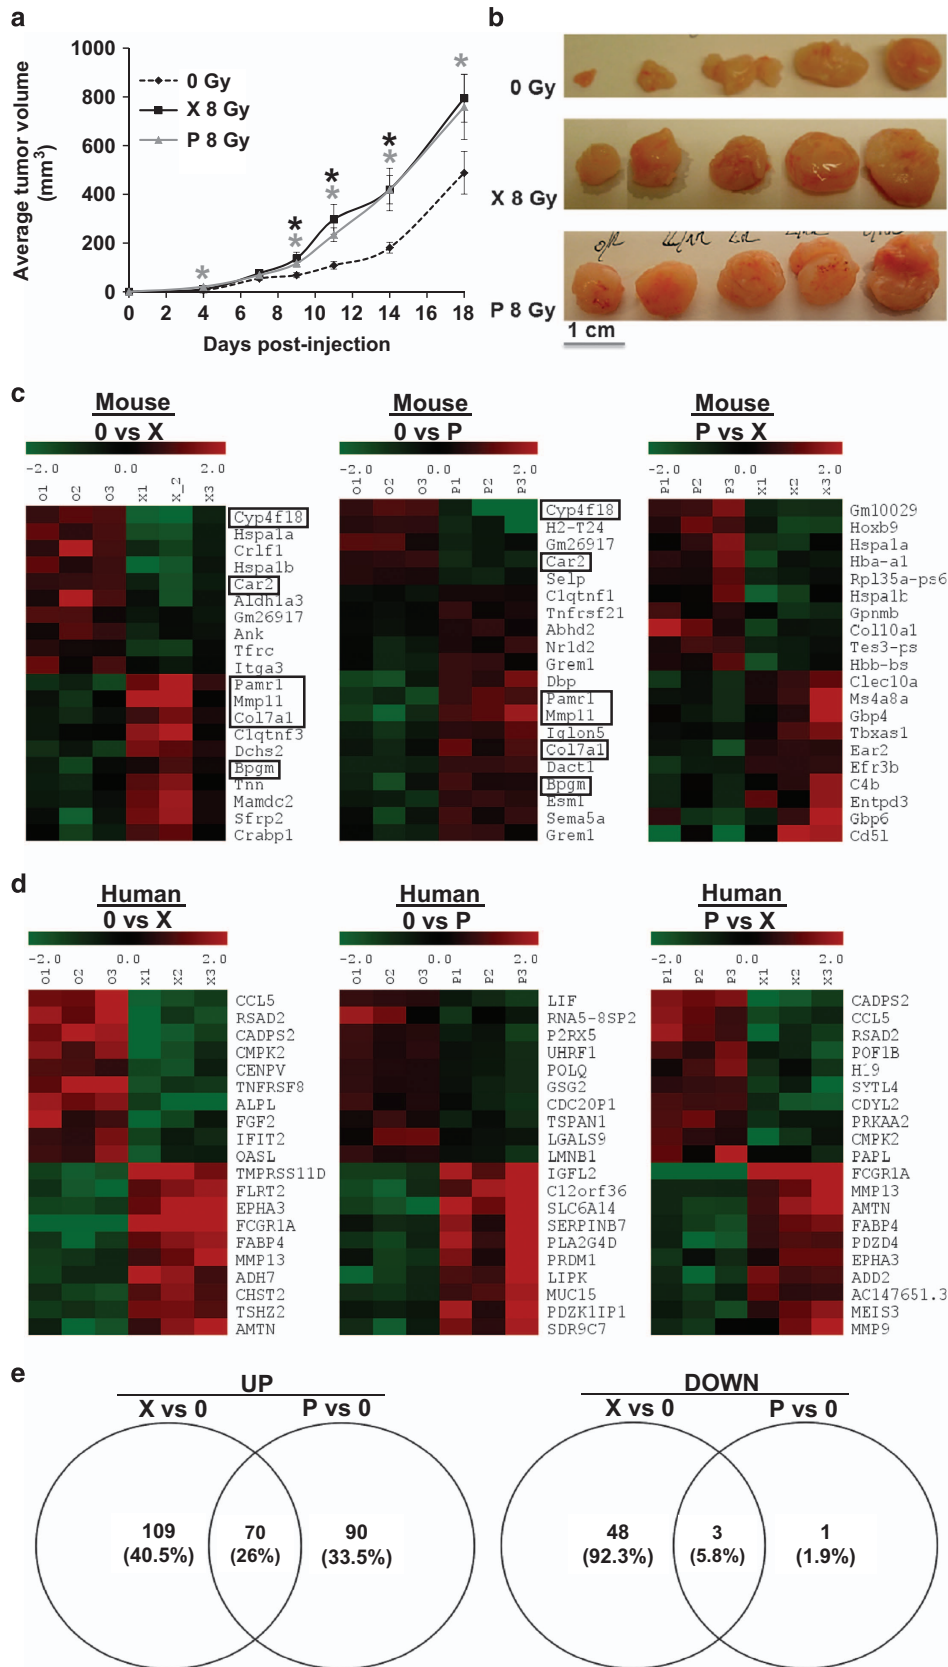 a
Average tumor volume
(mm³)
1000
800
600
400
200
0
0 Gy
X 8 Gy
P 8 Gy
*
*
*
*
*
*
*
*
0 2 4 6 8 10 12 14 16 18
Days post-injection
b
0 Gy
X 8 Gy
P 8 Gy
1 cm
c
Mouse
0 vs X
-2.0 0.0 2.0
O1 O2 O3 X1 X_2 X3
Cyp4f18
Hspa1a
Crlf1
Hspa1b
Car2
Aldh1a3
Gm26917
Ank
Tfrc
Itga3
Pamr1
Mmp11
Col7a1
C1qtnf3
Dchs2
Bpgm
Tnn
Mamdc2
Sfrp2
Crabp1
Mouse
0 vs P
-2.0 0.0 2.0
O1 O2 O3 P1 P2 P3
Cyp4f18
H2-T24
Gm26917
Car2
Selp
C1qtnf1
Tnfrsf21
Abhd2
Nr1d2
Grem1
Dbp
Pamr1
Mmp11
Iglon5
Col7a1
Dact1
Bpgm
Esm1
Sema5a
Grem1
Mouse
P vs X
-2.0 0.0 2.0
P1 P2 P3 X1 X2 X3
Gm10029
Hoxb9
Hspa1a
Hba-a1
Rpl35a-ps6
Hspa1b
Gpnmb
Col10a1
Tes3-ps
Hbb-bs
Clec10a
Ms4a8a
Gbp4
Tbxas1
Ear2
Efr3b
C4b
Entpd3
Gbp6
Cd5l
d
Human
0 vs X
-2.0 0.0 2.0
O1 O2 O3 X1 X2 X3
CCL5
RSAD2
CADPS2
CMPK2
CENPV
TNFRSF8
ALPL
FGF2
IFIT2
OASL
TMPRSS11D
FLRT2
EPHA3
FCGR1A
FABP4
MMP13
ADH7
CHST2
TSHZ2
AMTN
Human
0 vs P
-2.0 0.0 2.0
O1 O2 O3 P1 P2 P3
LIF
RNA5-8SP2
P2RX5
UHRF1
POLQ
GSG2
CDC20P1
TSPAN1
LGALS9
LMNB1
IGFL2
C12orf36
SLC6A14
SERPINB7
PLA2G4D
PRDM1
LIPK
MUC15
PDZK1IP1
SDR9C7
Human
P vs X
-2.0 0.0 2.0
P1 P2 P3 X1 X2 X3
CADPS2
CCL5
RSAD2
POF1B
H19
SYTL4
CDYL2
PRKAA2
CMPK2
PAPL
FCGR1A
MMP13
AMTN
FABP4
PDZD4
EPHA3
ADD2
AC147651.3
MEIS3
MMP9
e
UP
X vs 0 P vs 0
109 70 90
(40.5%) (26%) (33.5%)
DOWN
X vs 0 P vs 0
48 3 1
(92.3%) (5.8%) (1.9%)